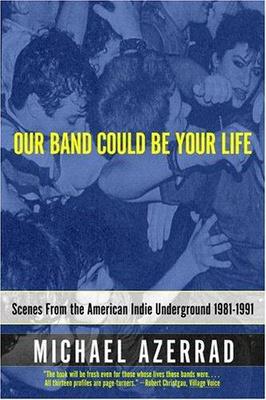 OUR BAND COULD BE YOUR LIFE
Scenes From the American Indie Underground 1981-1991
MICHAEL AZERRAD
"The book will be fresh even for those whose lives these bands were. . . .
All thirteen profiles are page-turners." —Robert Christgau, Village Voice